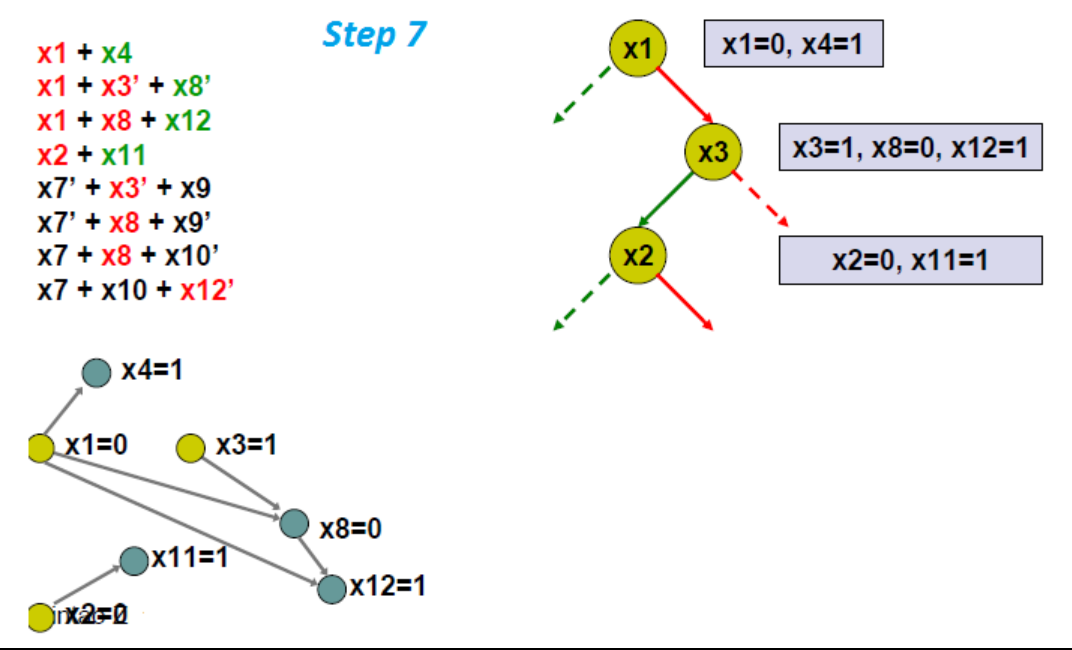 Step 7
x1 + x4
x1 + x3’ + x8’
x1 + x8 + x12
x2 + x11
x7’ + x3’ + x9
x7’ + x8 + x9’
x7 + x8 + x10’
x7 + x10 + x12’
x1
x1=0, x4=1
x3
x3=1, x8=0, x12=1
x2
x2=0, x11=1
x4=1
x1=0
x3=1
x8=0
x11=1
x12=1
x2=0